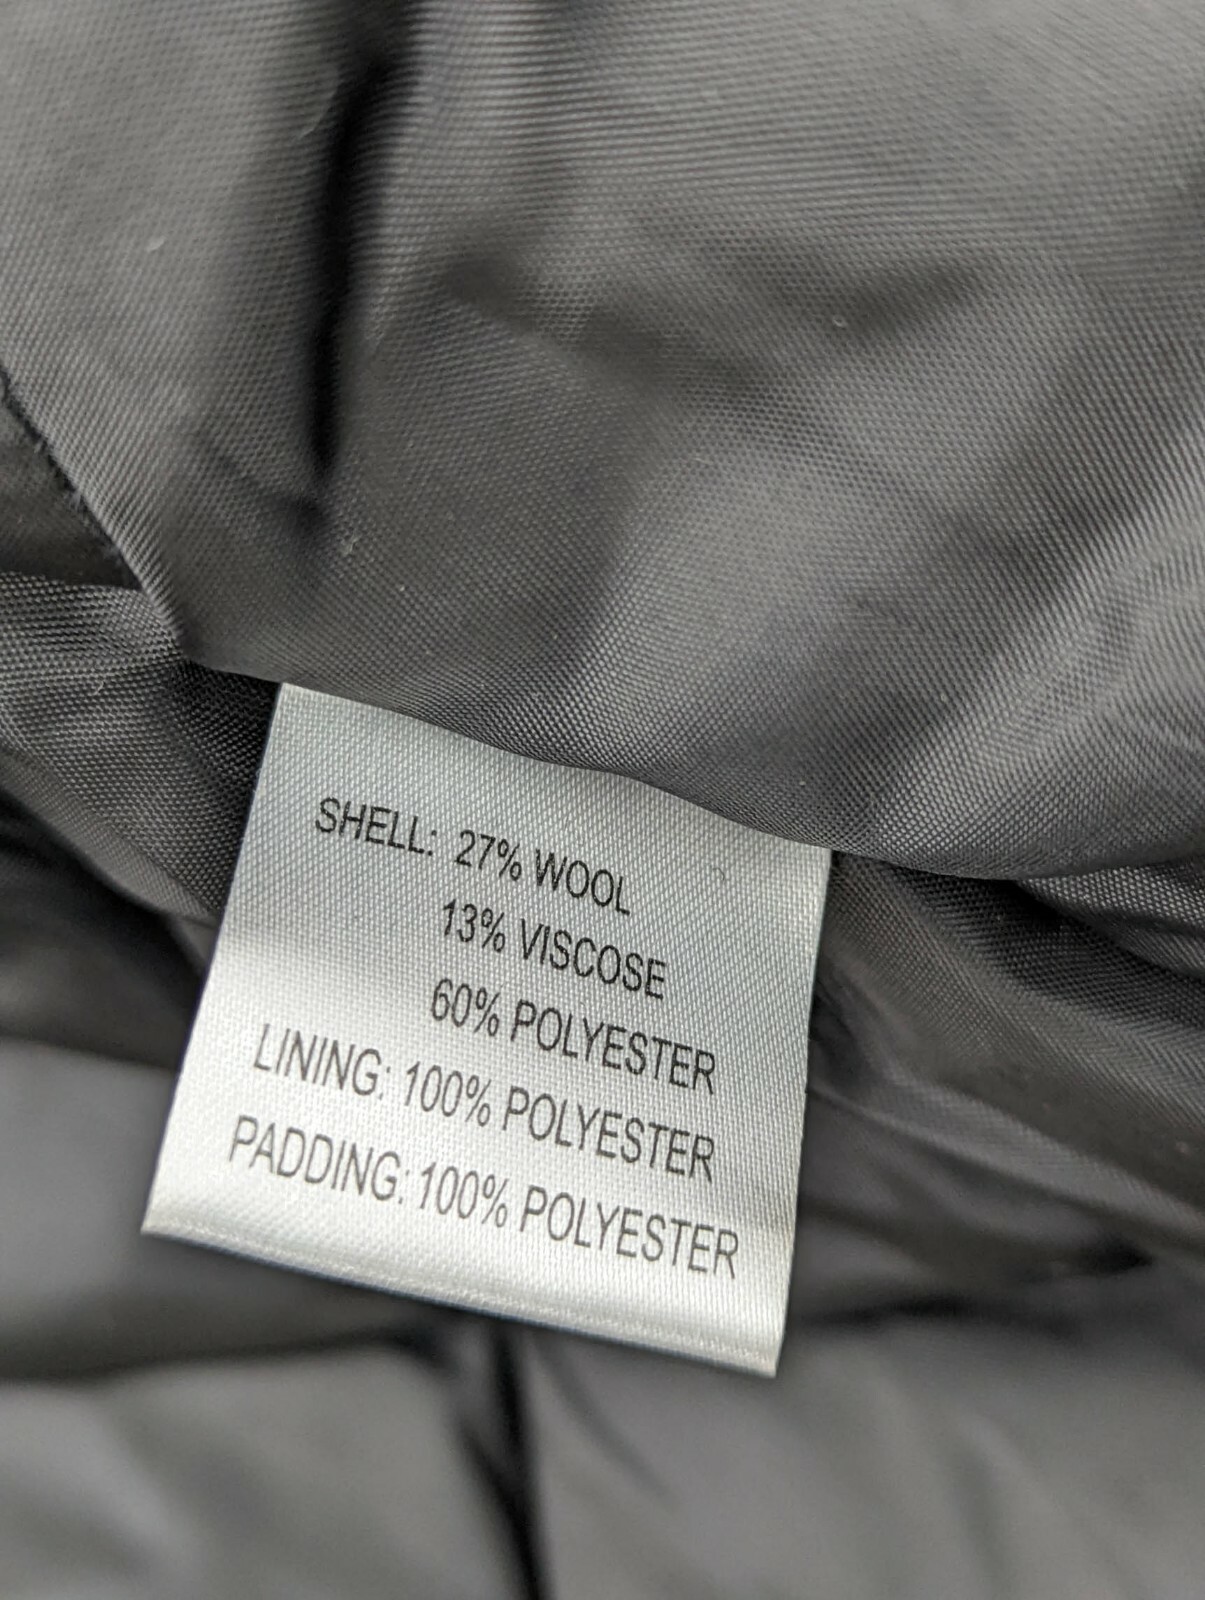 SHELL: 27% WOOL
13% VISCOSE
60% POLYESTER
LINING: 100% POLYESTER
PADDING: 100% POLYESTER